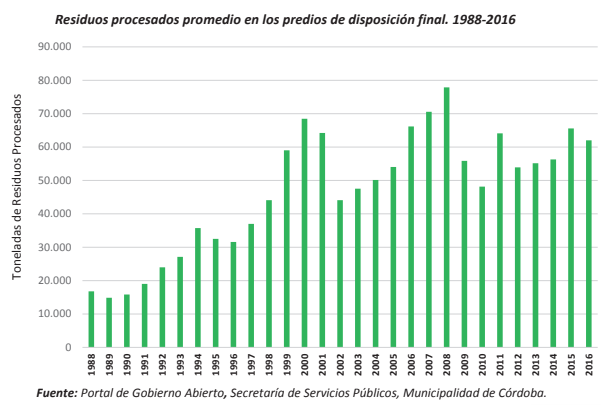 Residuos procesados promedio en los predios de disposición final. 1988-2016
Toneladas de Residuos Procesados
90.000
80.000
70.000
60.000
50.000
40.000
30.000
20.000
10.000
0
1988 1989 1990 1991 1992 1993 1994 1995 1996 1997 1998 1999 2000 2001 2002 2003 2004 2005 2006 2007 2008 2009 2010 2011 2012 2013 2014 2015 2016
Fuente: Portal de Gobierno Abierto, Secretaría de Servicios Públicos, Municipalidad de Córdoba.